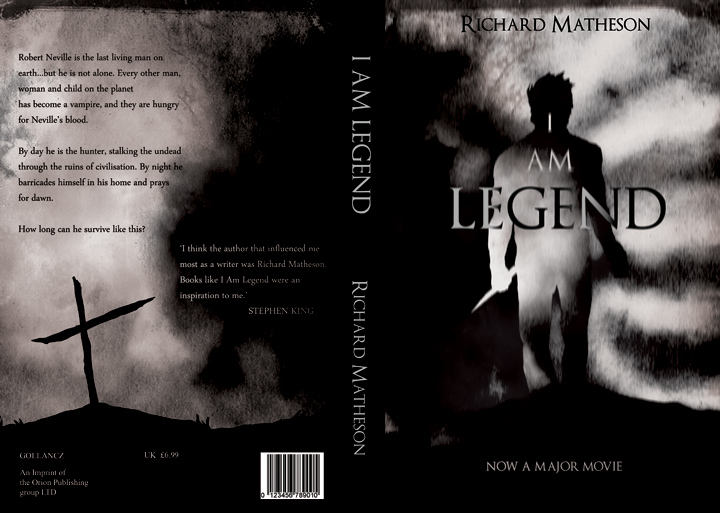 Robert Neville is the last living man on
earth...but he is not alone. Every other man,
woman and child on the planet
has become a vampire, and they are hungry
for Neville's blood.
By day he is the hunter, stalking the undead
through the ruins of civilisation. By night he
barricades himself in his home and prays
for dawn.
How long can he survive like this?
'I think the author that influenced me
most as a writer was Richard Matheson.
Books like I Am Legend were an
inspiration to me.'
STEPHEN KING
GOLLANCZ
UK £6.99
An Imprint of
the Orion Publishing
group LTD
0 123456 789010
I AM LEGEND
RICHARD MATHESON
RICHARD MATHESON
I
AM
LEGEND
NOW A MAJOR MOVIE